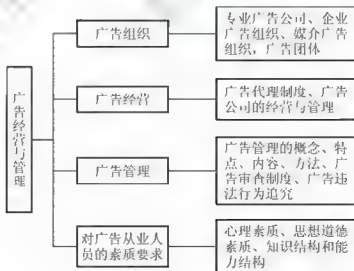 广告经营与管理
广告组织
专业广告公司、企业
广告组织、媒介广告
组织，广告团体
广告经营
广告代理制度、广告
公司的经营与管理
广告管理
广告管理的概念、特
点、内容、方法、广
告审查制度、广告违
法行为追究
对广告从业人
员的素质要求
心理素质、思想道德
素质、知识结构和能
力结构